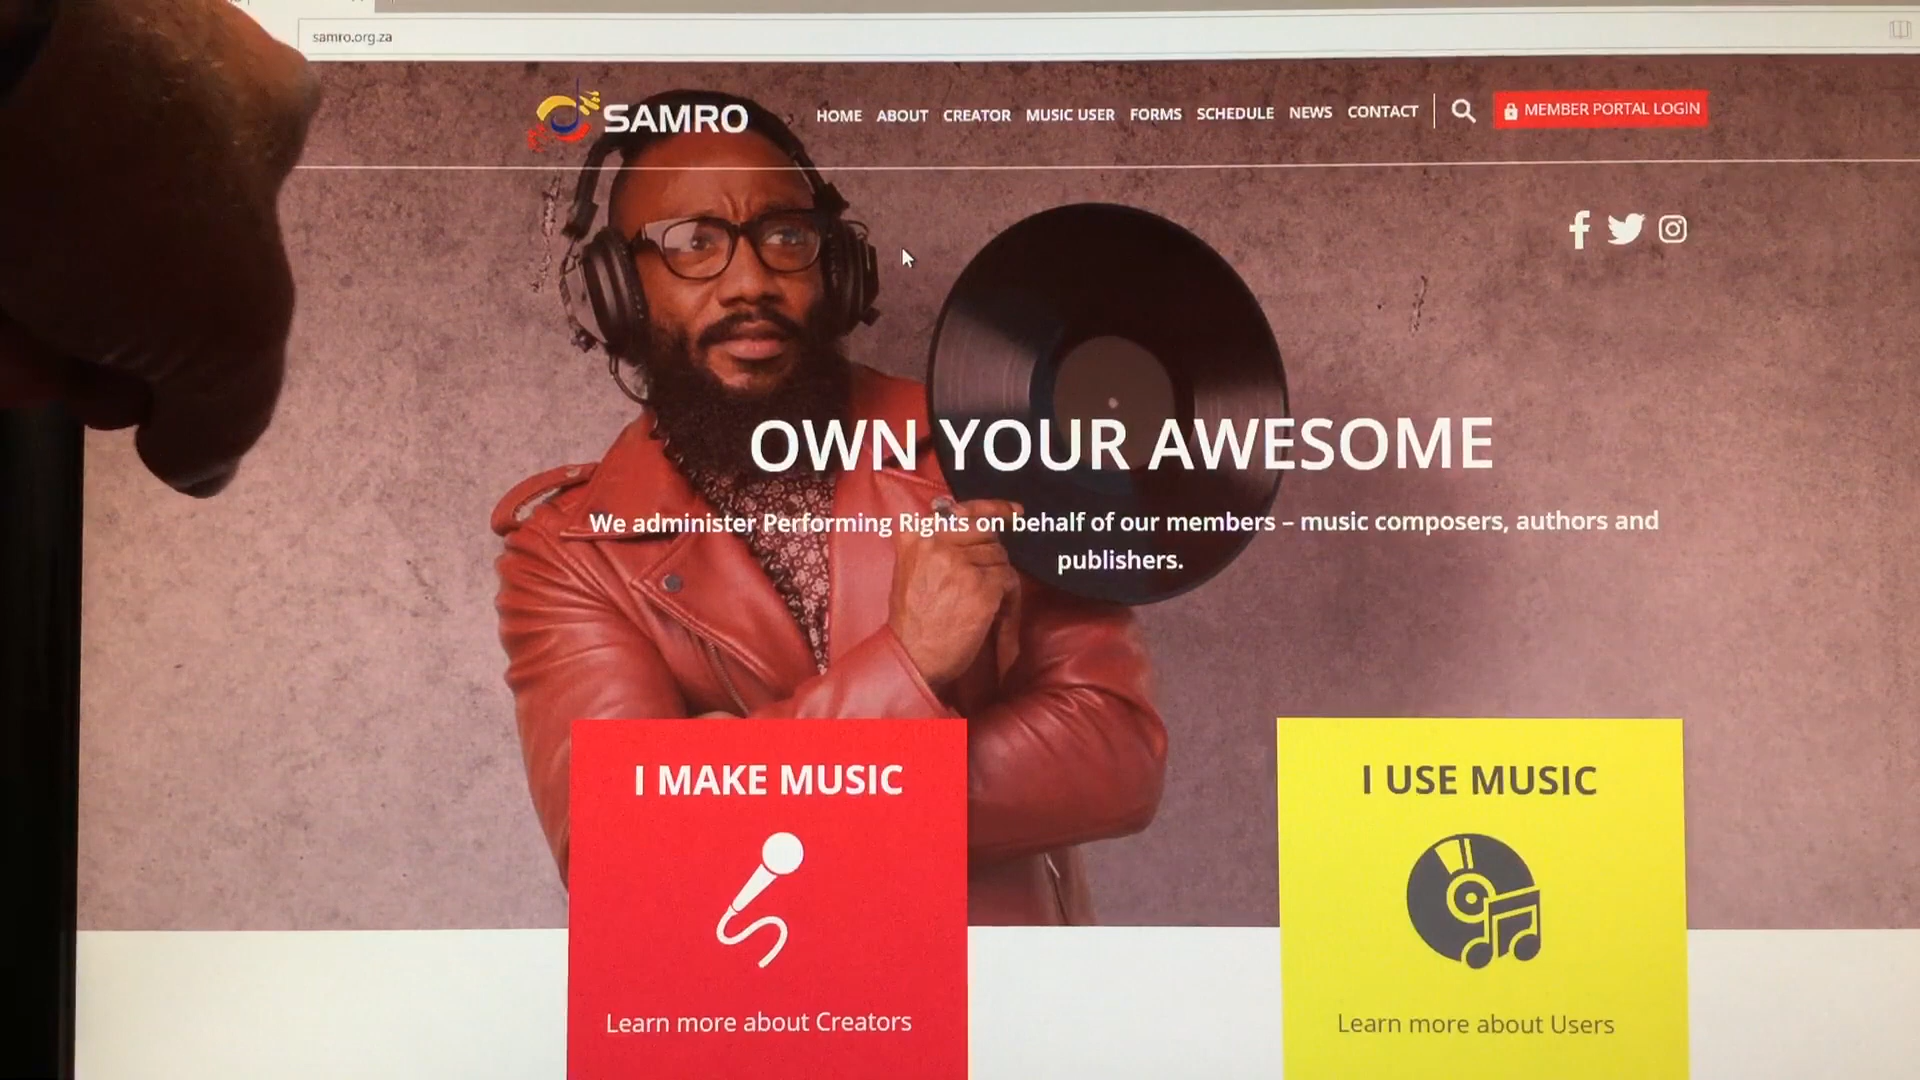 samro.org.za
SAMRO
HOME ABOUT CREATOR MUSIC USER FORMS SCHEDULE NEWS CONTACT
MEMBER PORTAL LOGIN
OWN YOUR AWESOME
We administer Performing Rights on behalf of our members – music composers, authors and
publishers.
I MAKE MUSIC
I USE MUSIC
Learn more about Creators
Learn more about Users